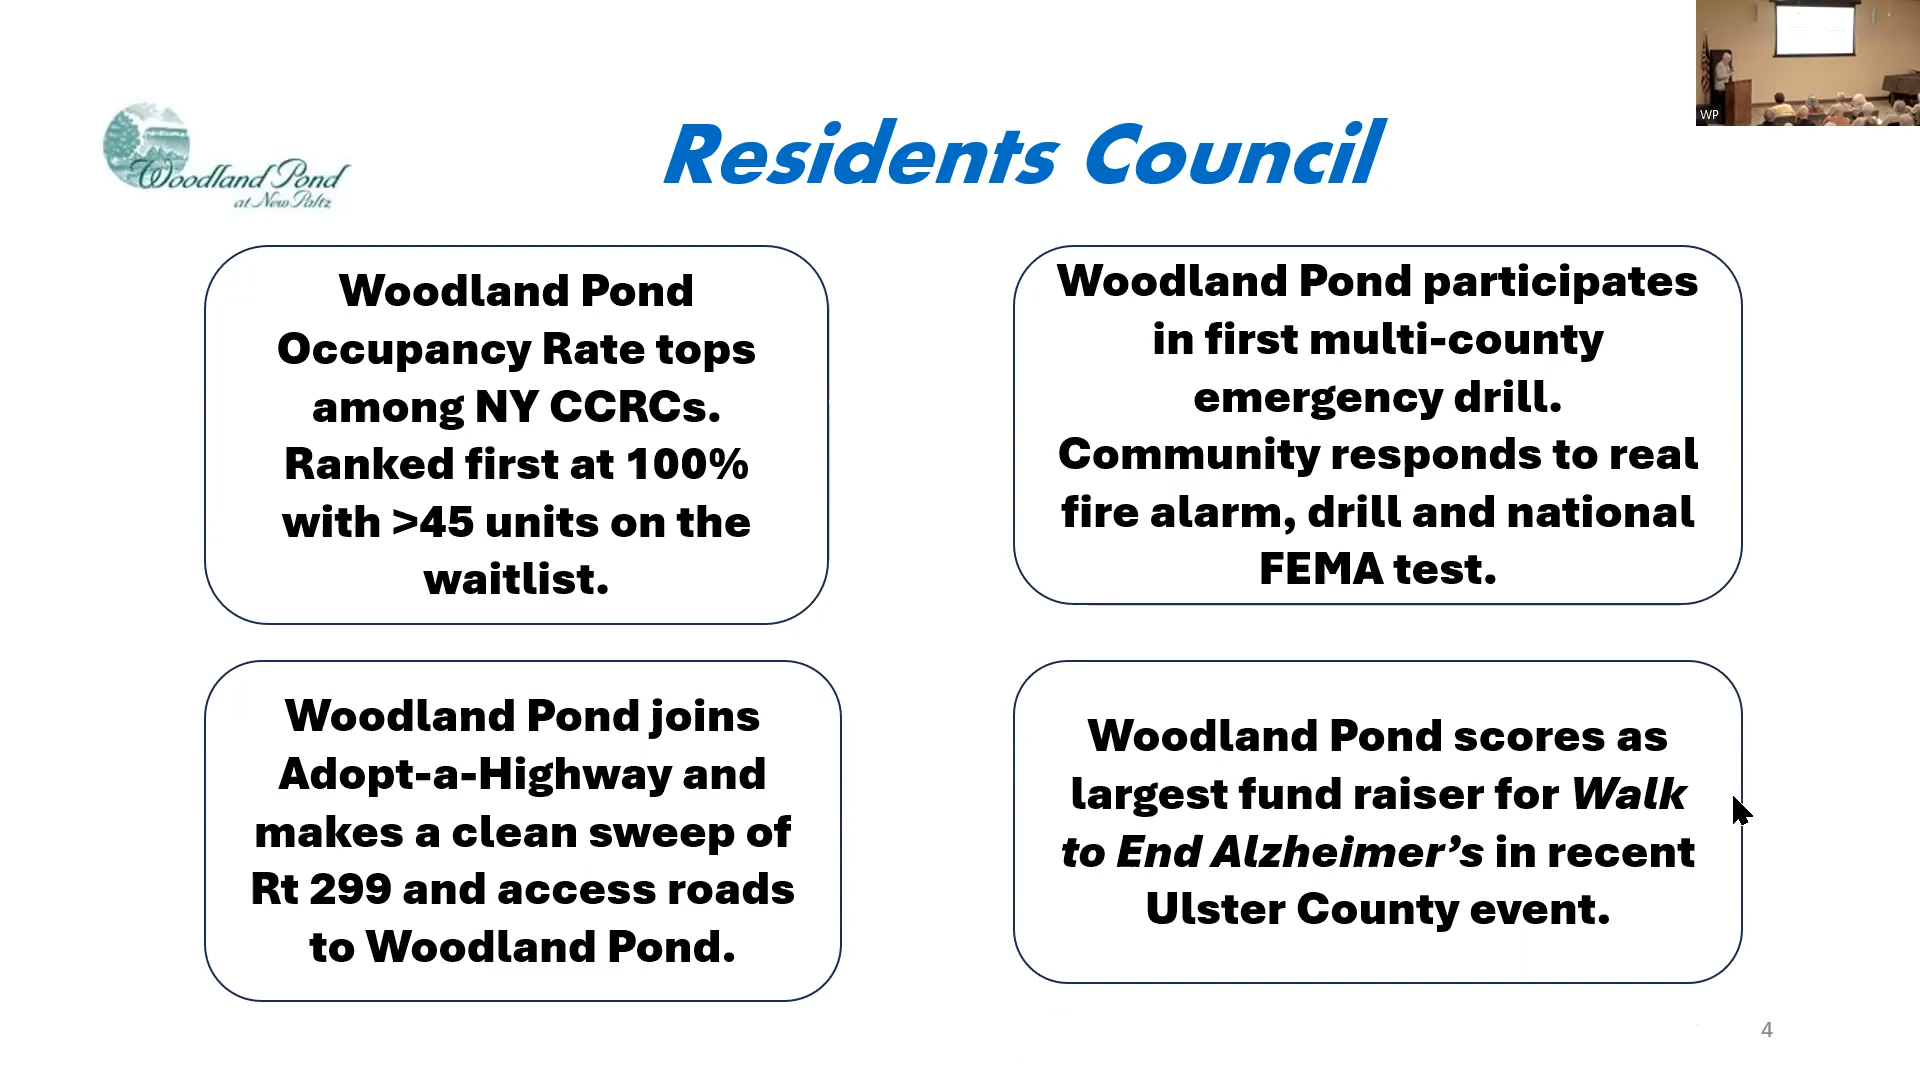 WP
Woodland Pond
at New Paltz
Residents Council
Woodland Pond
Occupancy Rate tops
among NY CCRCs.
Ranked first at 100%
with >45 units on the
waitlist.
Woodland Pond participates
in first multi-county
emergency drill.
Community responds to real
fire alarm, drill and national
FEMA test.
Woodland Pond joins
Adopt-a-Highway and
makes a clean sweep of
Rt 299 and access roads
to Woodland Pond.
Woodland Pond scores as
largest fund raiser for Walk
to End Alzheimer’s in recent
Ulster County event.
4